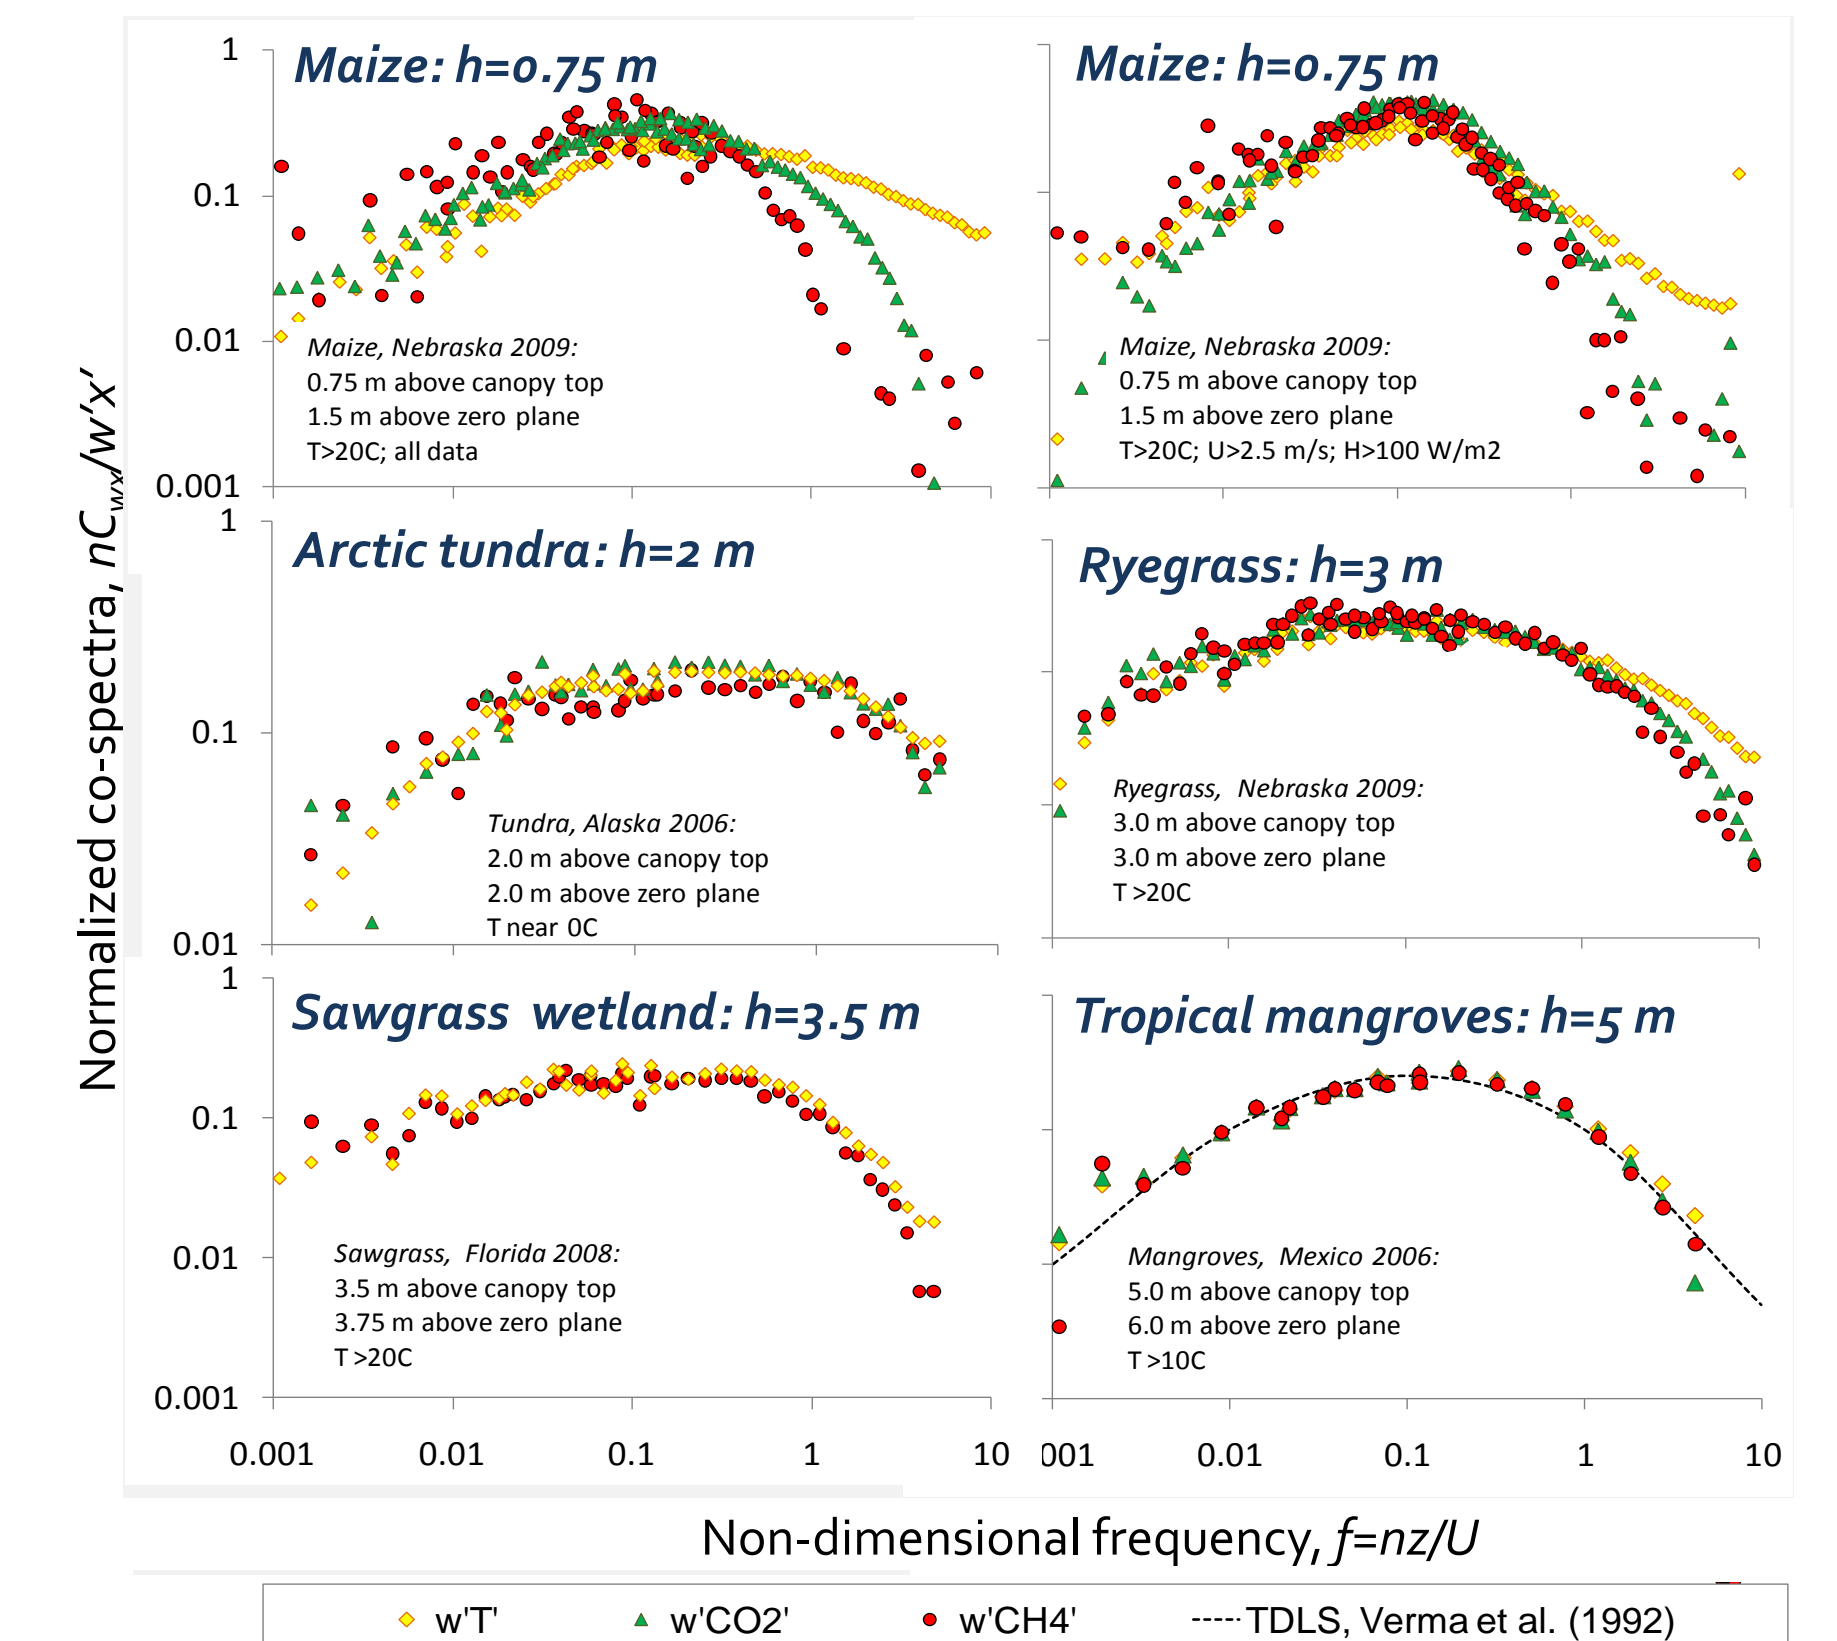 Normalized co-spectra, nCwx/w'x'
1
0.1
0.01
0.001
Maize: h=0.75 m
Maize, Nebraska 2009:
0.75 m above canopy top
1.5 m above zero plane
T>20C; all data
Maize: h=0.75 m
Maize, Nebraska 2009:
0.75 m above canopy top
1.5 m above zero plane
T>20C; U>2.5 m/s; H>100 W/m2
1
0.1
0.01
Arctic tundra: h=2 m
Tundra, Alaska 2006:
2.0 m above canopy top
2.0 m above zero plane
T near 0C
Ryegrass: h=3 m
Ryegrass, Nebraska 2009:
3.0 m above canopy top
3.0 m above zero plane
T >20C
1
0.1
0.01
0.001
Sawgrass wetland: h=3.5 m
Sawgrass, Florida 2008:
3.5 m above canopy top
3.75 m above zero plane
T >20C
Tropical mangroves: h=5 m
Mangroves, Mexico 2006:
5.0 m above canopy top
6.0 m above zero plane
T >10C
0.001 0.01 0.1 1 10
001 0.01 0.1 1 10
Non-dimensional frequency, f=nz/U
w'T' w'CO2' w'CH4' TDLS, Verma et al. (1992)